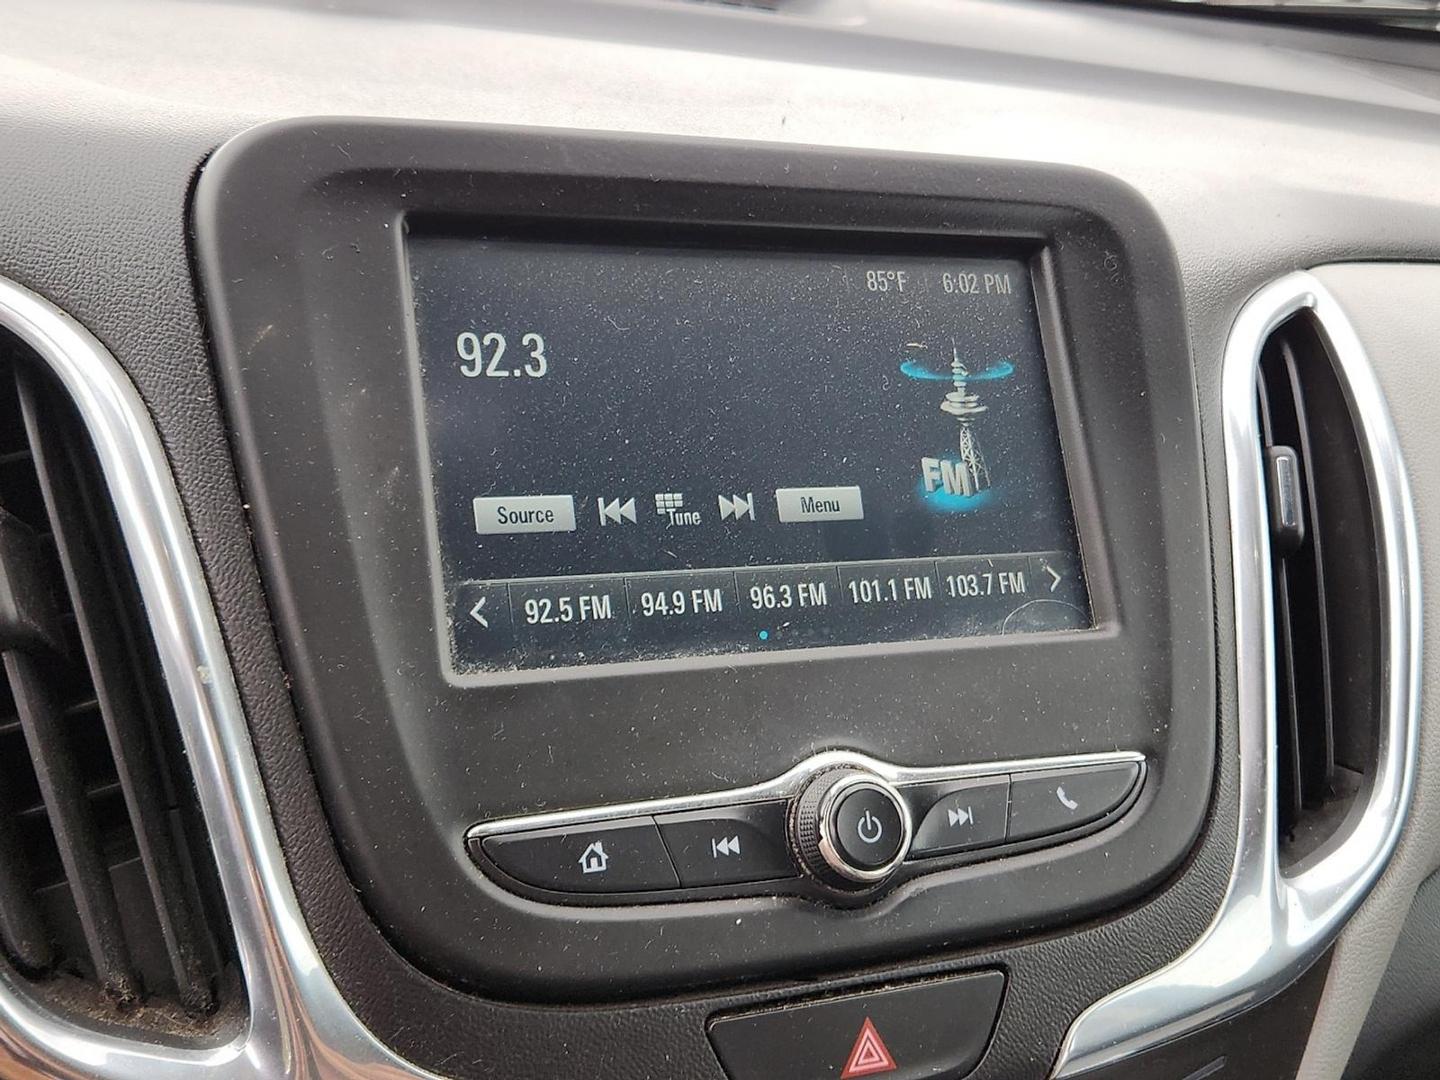 85°F 6:02 PM
92.3
FM
Source Tune Menu
92.5 FM 94.9 FM 96.3 FM 101.1 FM 103.7 FM